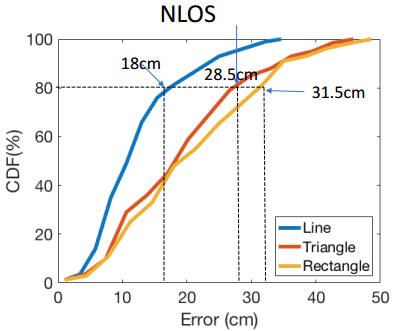 NLOS
18cm
28.5cm
31.5cm
CDF(%)
100
80
60
40
20
0
0 10 20 30 40 50
Error (cm)
Line
Triangle
Rectangle